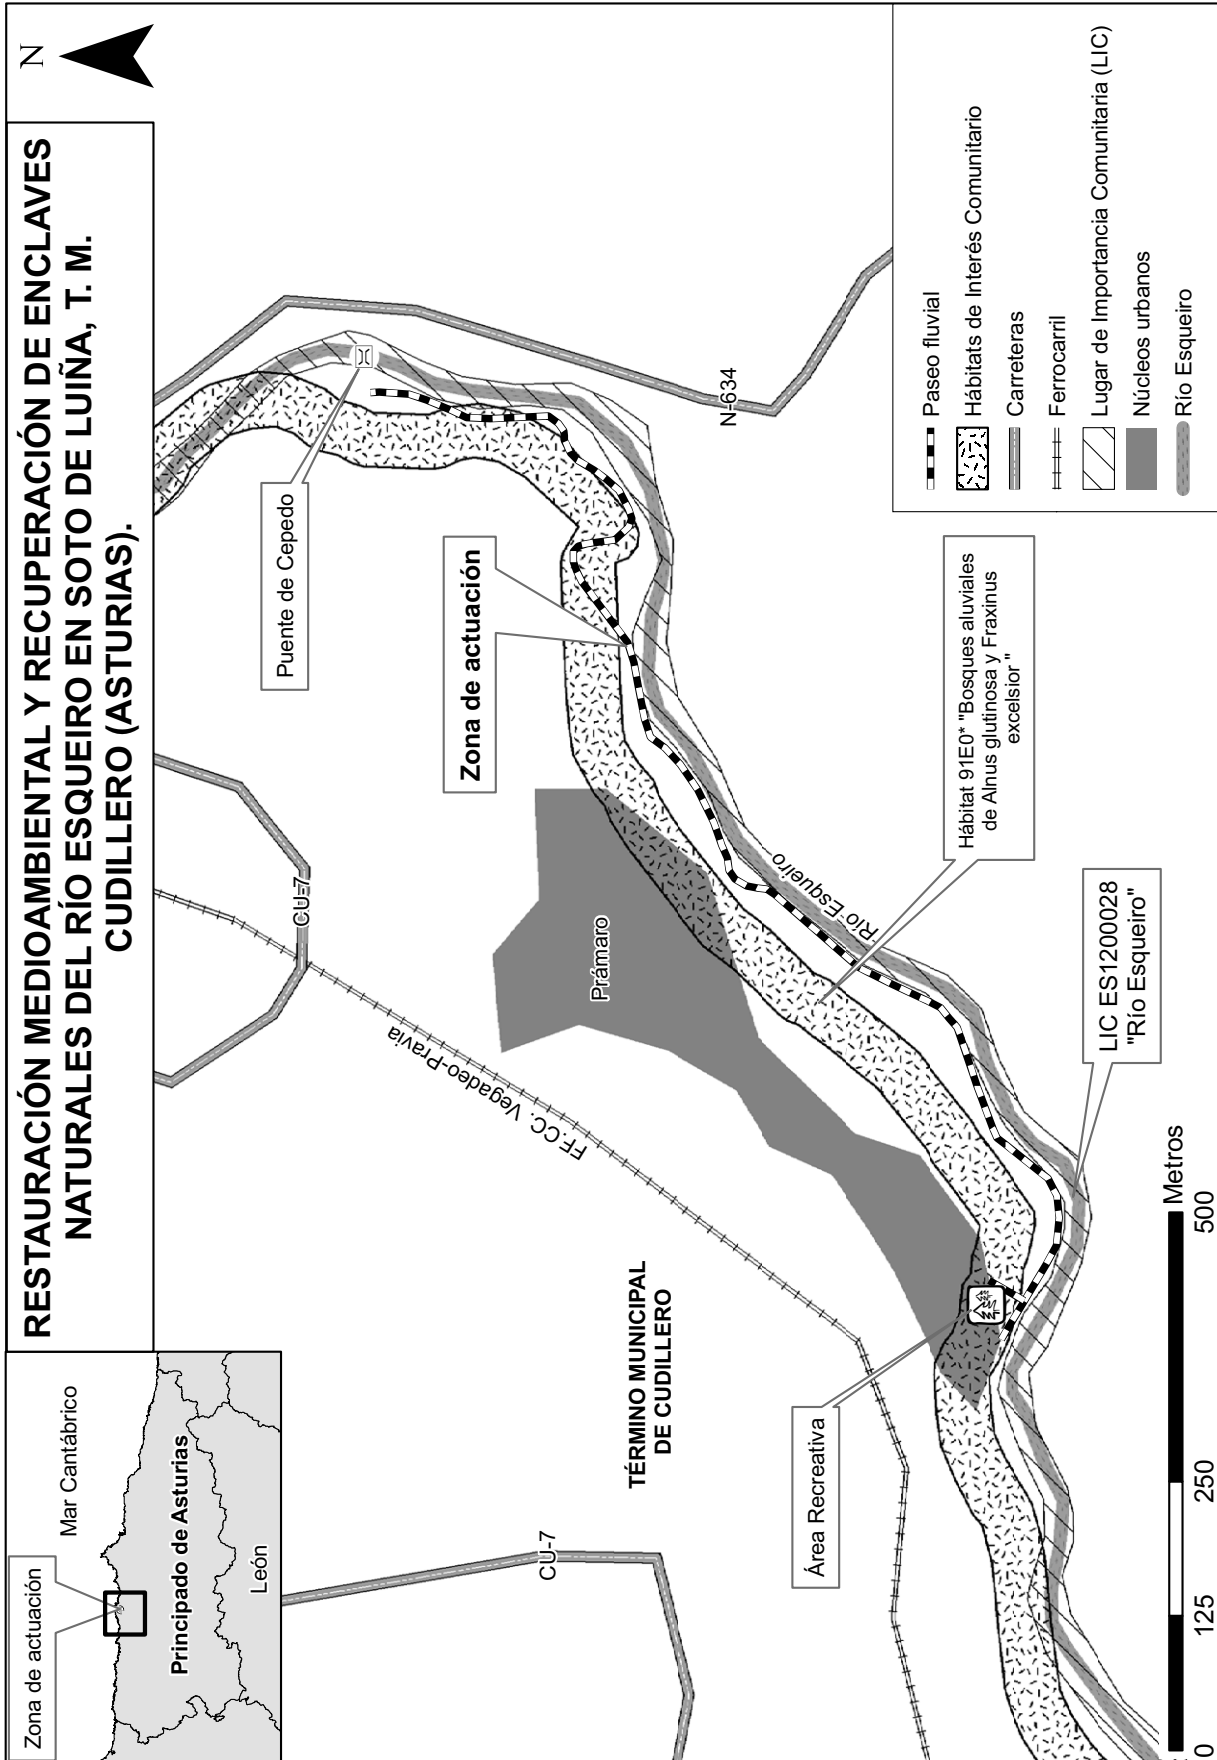 RESTAURACIÓN MEDIOAMBIENTAL Y RECUPERACIÓN DE ENCLAVES
NATURALES DEL RÍO ESQUEIRO EN SOTO DE LUIÑA, T. M.
CUDILLERO (ASTURIAS).
N
Zona de actuación
Mar Cantábrico
Principado de Asturias
León
CU-7
FF.CC. Vegadeo-Pravia
CU-7
Puente de Cepedo
Zona de actuación
N-634
Prámaro
Río Esqueiro
TÉRMINO MUNICIPAL
DE CUDILLERO
Área Recreativa
Hábitat 91E0* "Bosques aluviales
de Alnus glutinosa y Fraxinus
excelsior "
LIC ES1200028
"Río Esqueiro"
Paseo fluvial
Hábitats de Interés Comunitario
Carreteras
Ferrocarril
Lugar de Importancia Comunitaria (LIC)
Núcleos urbanos
Río Esqueiro
0 125 250 500
Metros